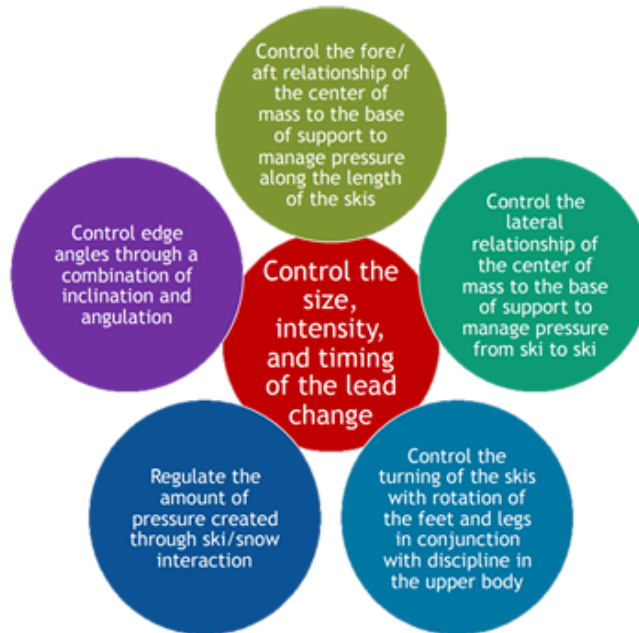 Control the fore/
aft relationship of
the center of
mass to the base
of support to
manage pressure
along the length
of the skis
Control edge
angles through a
combination of
inclination and
angulation
Control the
lateral
relationship of
the center of
mass to the base
of support to
manage pressure
from ski to ski
Control the
size,
intensity,
and timing
of the lead
change
Regulate the
amount of
pressure created
through ski/snow
interaction
Control the
turning of the skis
with rotation of
the feet and legs
in conjunction
with discipline in
the upper body